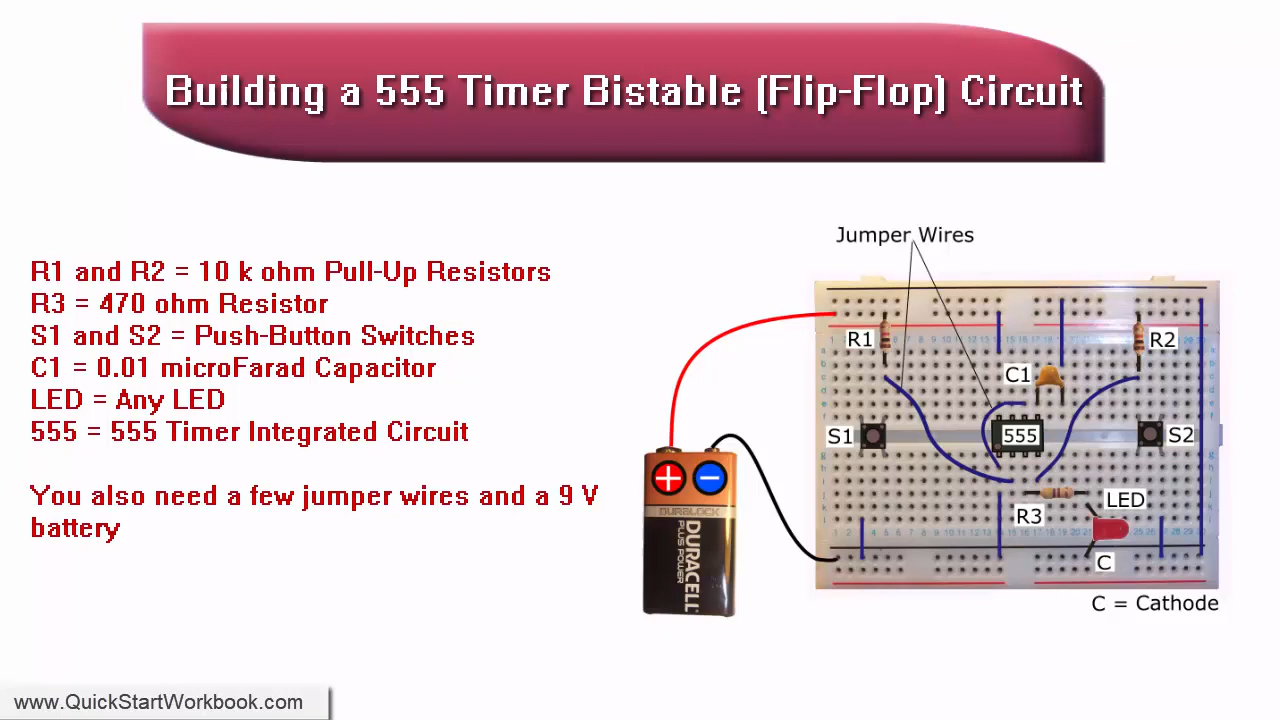 Building a 555 Timer Bistable (Flip-Flop) Circuit
Jumper Wires
R1 and R2 = 10 k ohm Pull-Up Resistors
R3 = 470 ohm Resistor
S1 and S2 = Push-Button Switches
C1 = 0.01 microFarad Capacitor
LED = Any LED
555 = 555 Timer Integrated Circuit
You also need a few jumper wires and a 9 V
battery
R1
R2
C1
S1
555
S2
LED
R3
C
C = Cathode
+
−
DURALOCK
DURACELL
PLUS POWER
www.QuickStartWorkbook.com